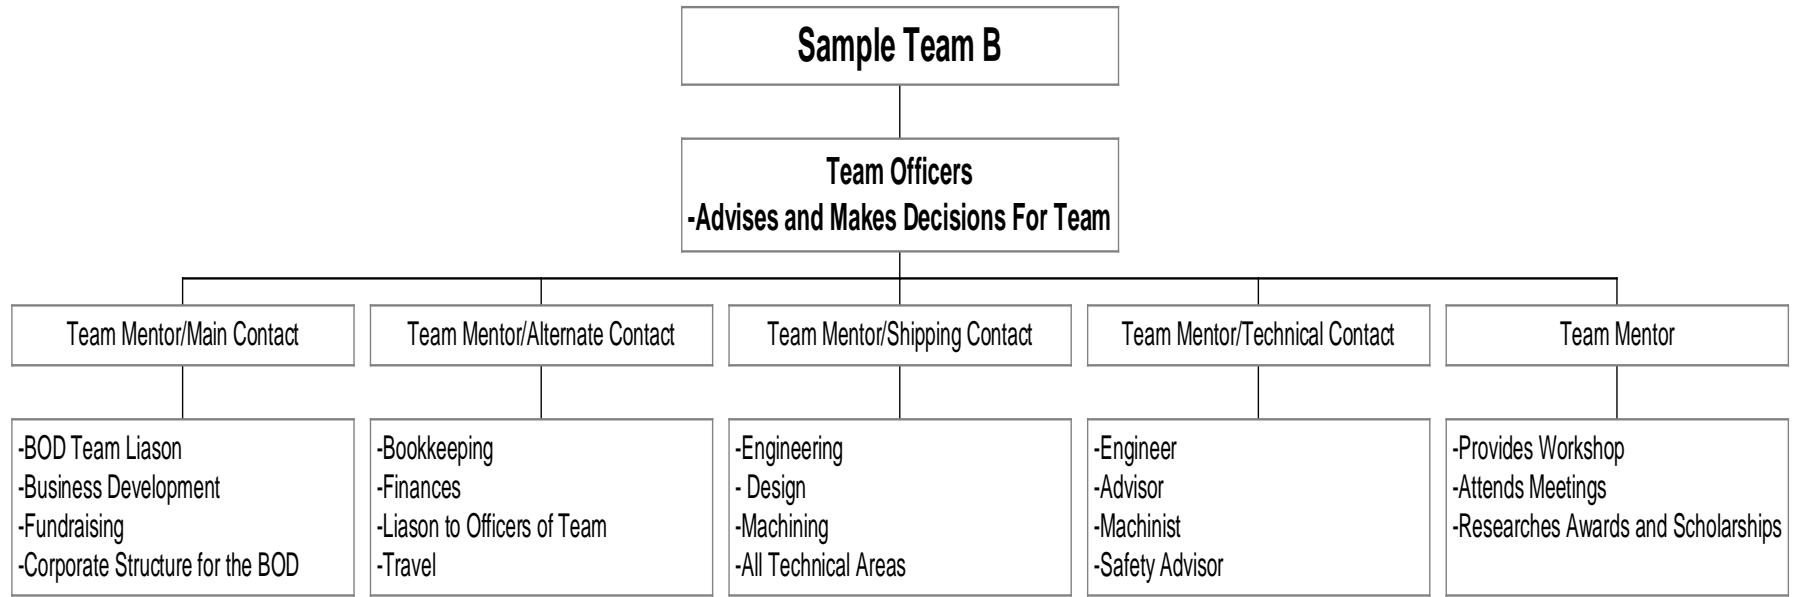 Sample Team B
Team Officers
-Advises and Makes Decisions For Team
Team Mentor/Main Contact
Team Mentor/Alternate Contact
Team Mentor/Shipping Contact
Team Mentor/Technical Contact
Team Mentor
-BOD Team Liason
-Business Development
-Fundraising
-Corporate Structure for the BOD
-Bookkeeping
-Finances
-Liason to Officers of Team
-Travel
-Engineering
- Design
-Machining
-All Technical Areas
-Engineer
-Advisor
-Machinist
-Safety Advisor
-Provides Workshop
-Attends Meetings
-Researches Awards and Scholarships